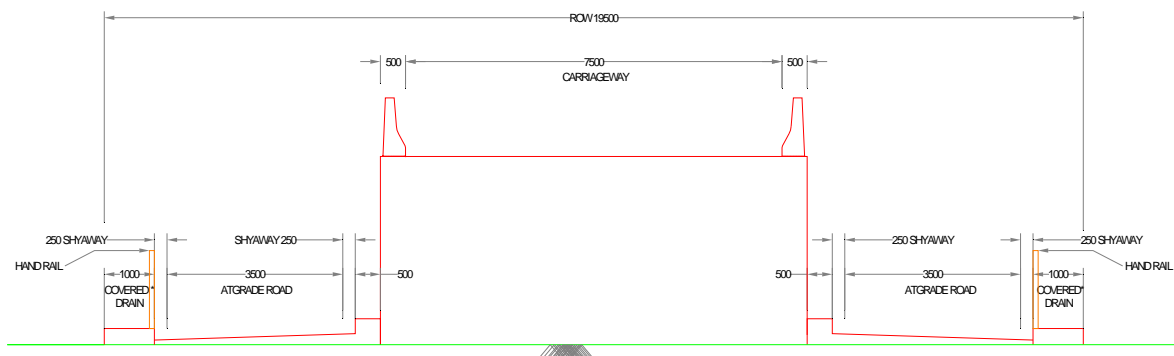 ROW 19500
500
7500
500
CARRIAGEWAY
250 SHYAWAY
SHYAWAY 250
250 SHYAWAY
250 SHYAWAY
HAND RAIL
HAND RAIL
1000
3500
500
500
3500
1000
COVERED*
DRAIN
ATGRADE ROAD
ATGRADE ROAD
COVERED*
DRAIN